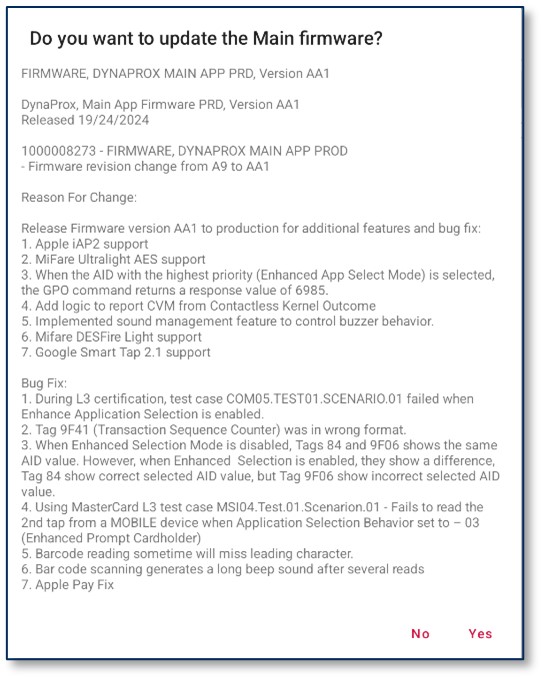 Do you want to update the Main firmware?
FIRMWARE, DYNAPROX MAIN APP PRD, Version AA1
DynaProx, Main App Firmware PRD, Version AA1
Released 19/24/2024
1000008273 - FIRMWARE, DYNAPROX MAIN APP PROD
- Firmware revision change from A9 to AA1
Reason For Change:
Release Firmware version AA1 to production for additional features and bug fix:
1. Apple iAP2 support
2. MiFare Ultralight AES support
3. When the AID with the highest priority (Enhanced App Select Mode) is selected,
the GPO command returns a response value of 6985.
4. Add logic to report CVM from Contactless Kernel Outcome
5. Implemented sound management feature to control buzzer behavior.
6. Mifare DESFire Light support
7. Google Smart Tap 2.1 support
Bug Fix:
1. During L3 certification, test case COM05.TEST01.SCENARIO.01 failed when
Enhance Application Selection is enabled.
2. Tag 9F41 (Transaction Sequence Counter) was in wrong format.
3. When Enhanced Selection Mode is disabled, Tags 84 and 9F06 shows the same
AID value. However, when Enhanced  Selection is enabled, they show a difference,
Tag 84 show correct selected AID value, but Tag 9F06 show incorrect selected AID
value.
4. Using MasterCard L3 test case MSI04.Test.01.Scenarion.01 - Fails to read the
2nd tap from a MOBILE device when Application Selection Behavior set to – 03
(Enhanced Prompt Cardholder)
5. Barcode reading sometime will miss leading character.
6. Bar code scanning generates a long beep sound after several reads
7. Apple Pay Fix
No Yes